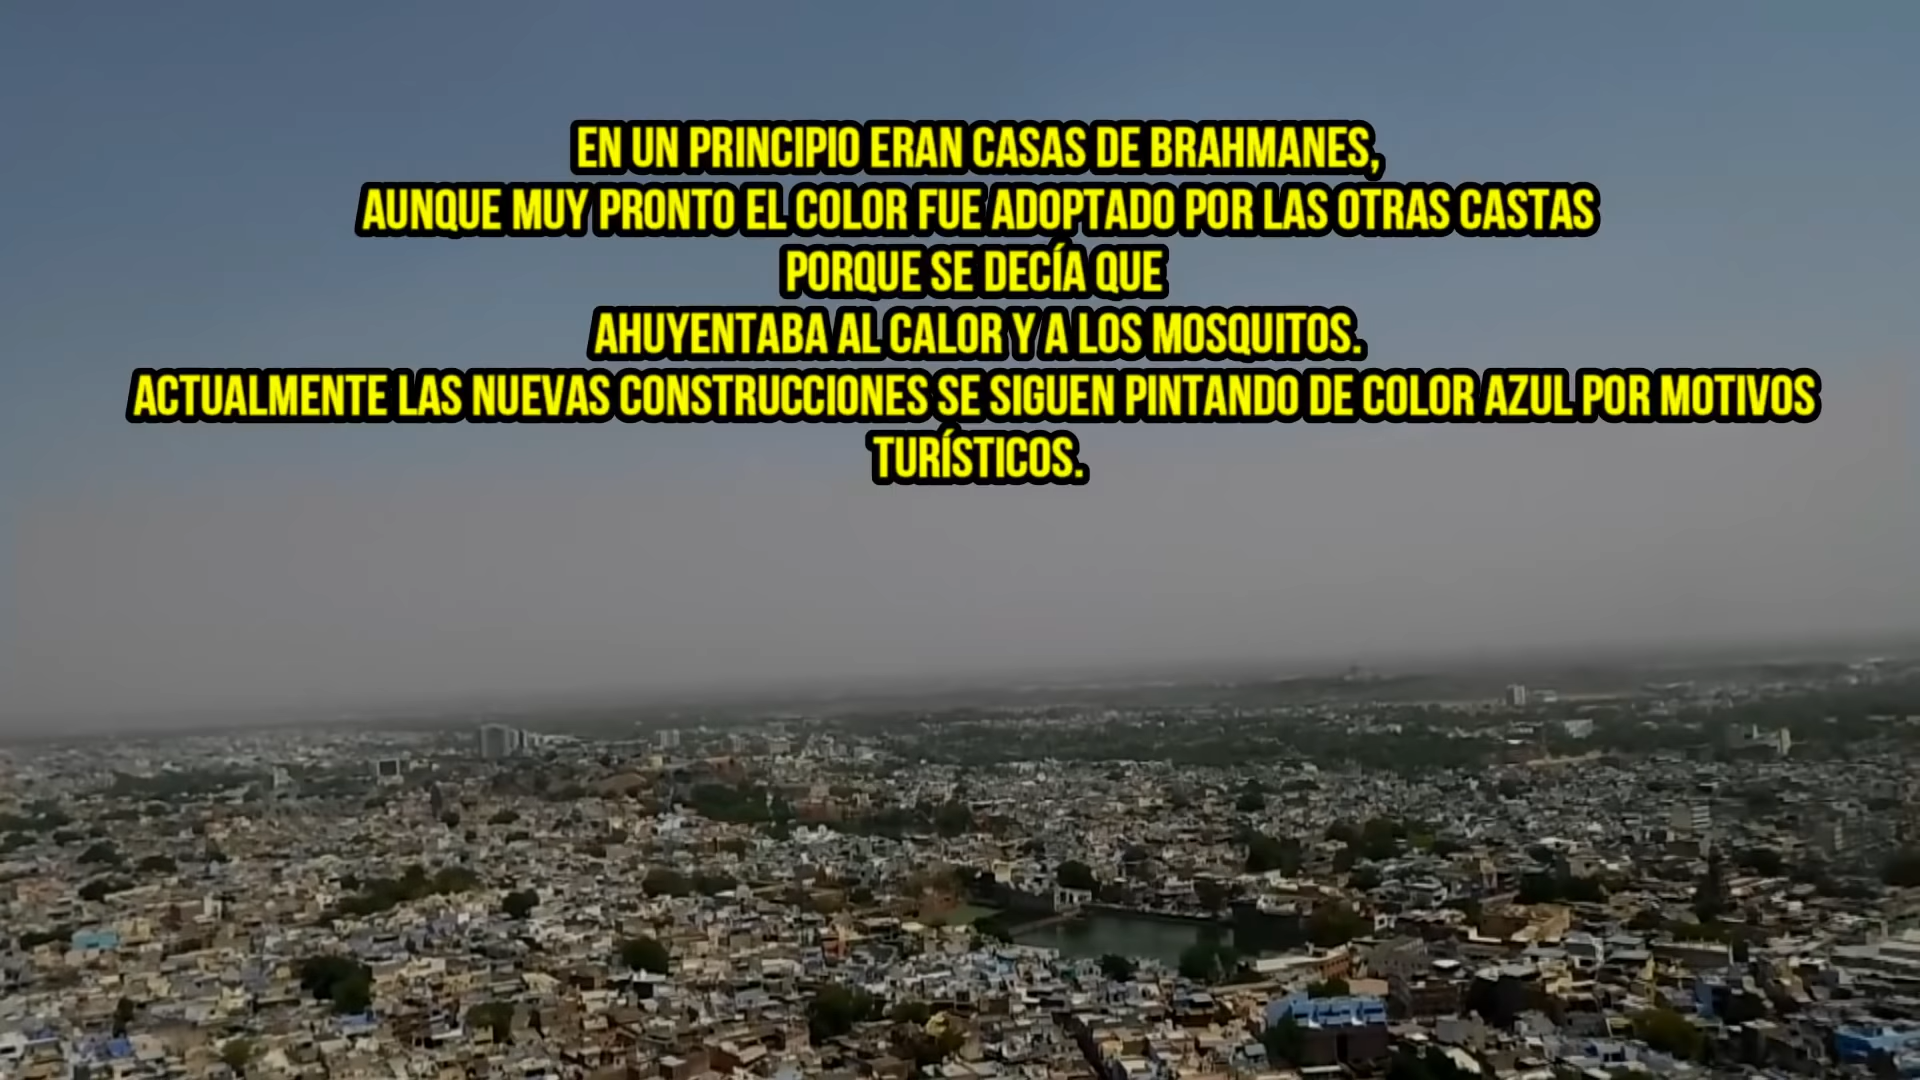 EN UN PRINCIPIO ERAN CASAS DE BRAHMANES,
AUNQUE MUY PRONTO EL COLOR FUE ADOPTADO POR LAS OTRAS CASTAS
PORQUE SE DECÍA QUE
AHUYENTABA AL CALOR Y A LOS MOSQUITOS.
ACTUALMENTE LAS NUEVAS CONSTRUCCIONES SE SIGUEN PINTANDO DE COLOR AZUL POR MOTIVOS
TURÍSTICOS.